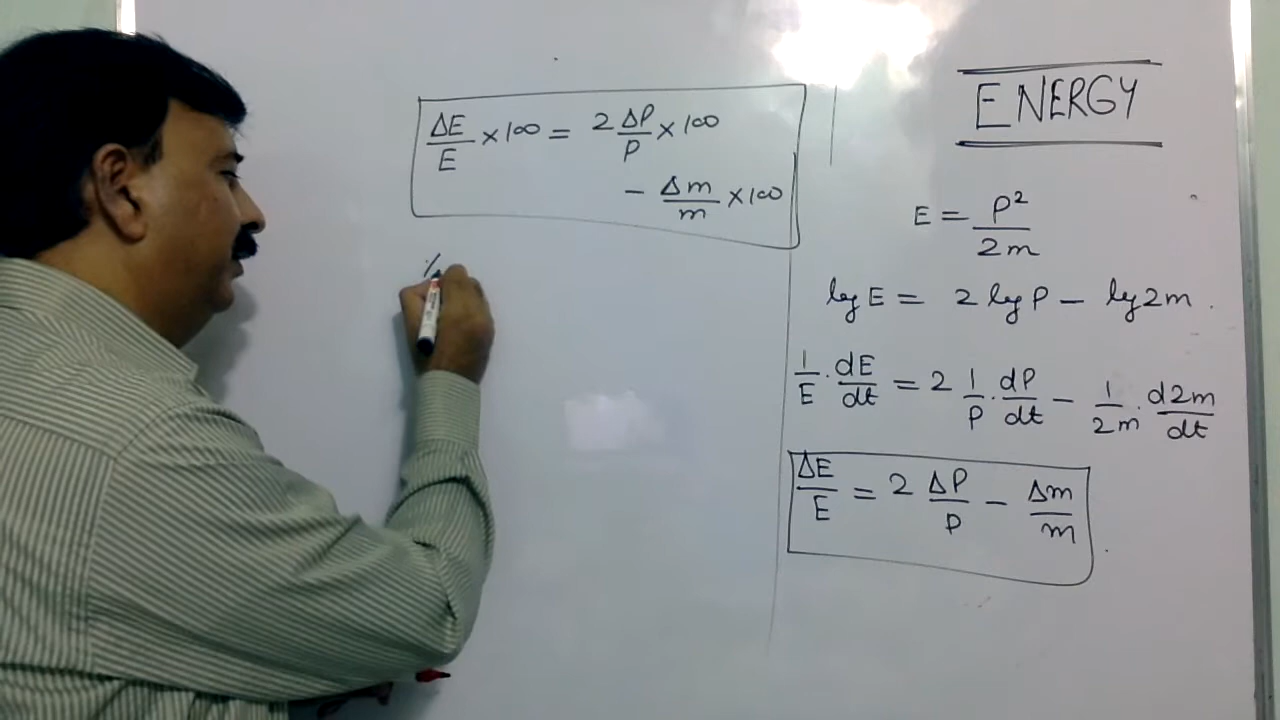 ΔE/E × 100 = 2 ΔP/P × 100
− Δm/m × 100
%
ENERGY
E = P²/2m
log E = 2 log P − log 2m .
1/E . dE/dt = 2 1/P . dP/dt − 1/2m . d2m/dt
ΔE/E = 2 ΔP/P − Δm/m